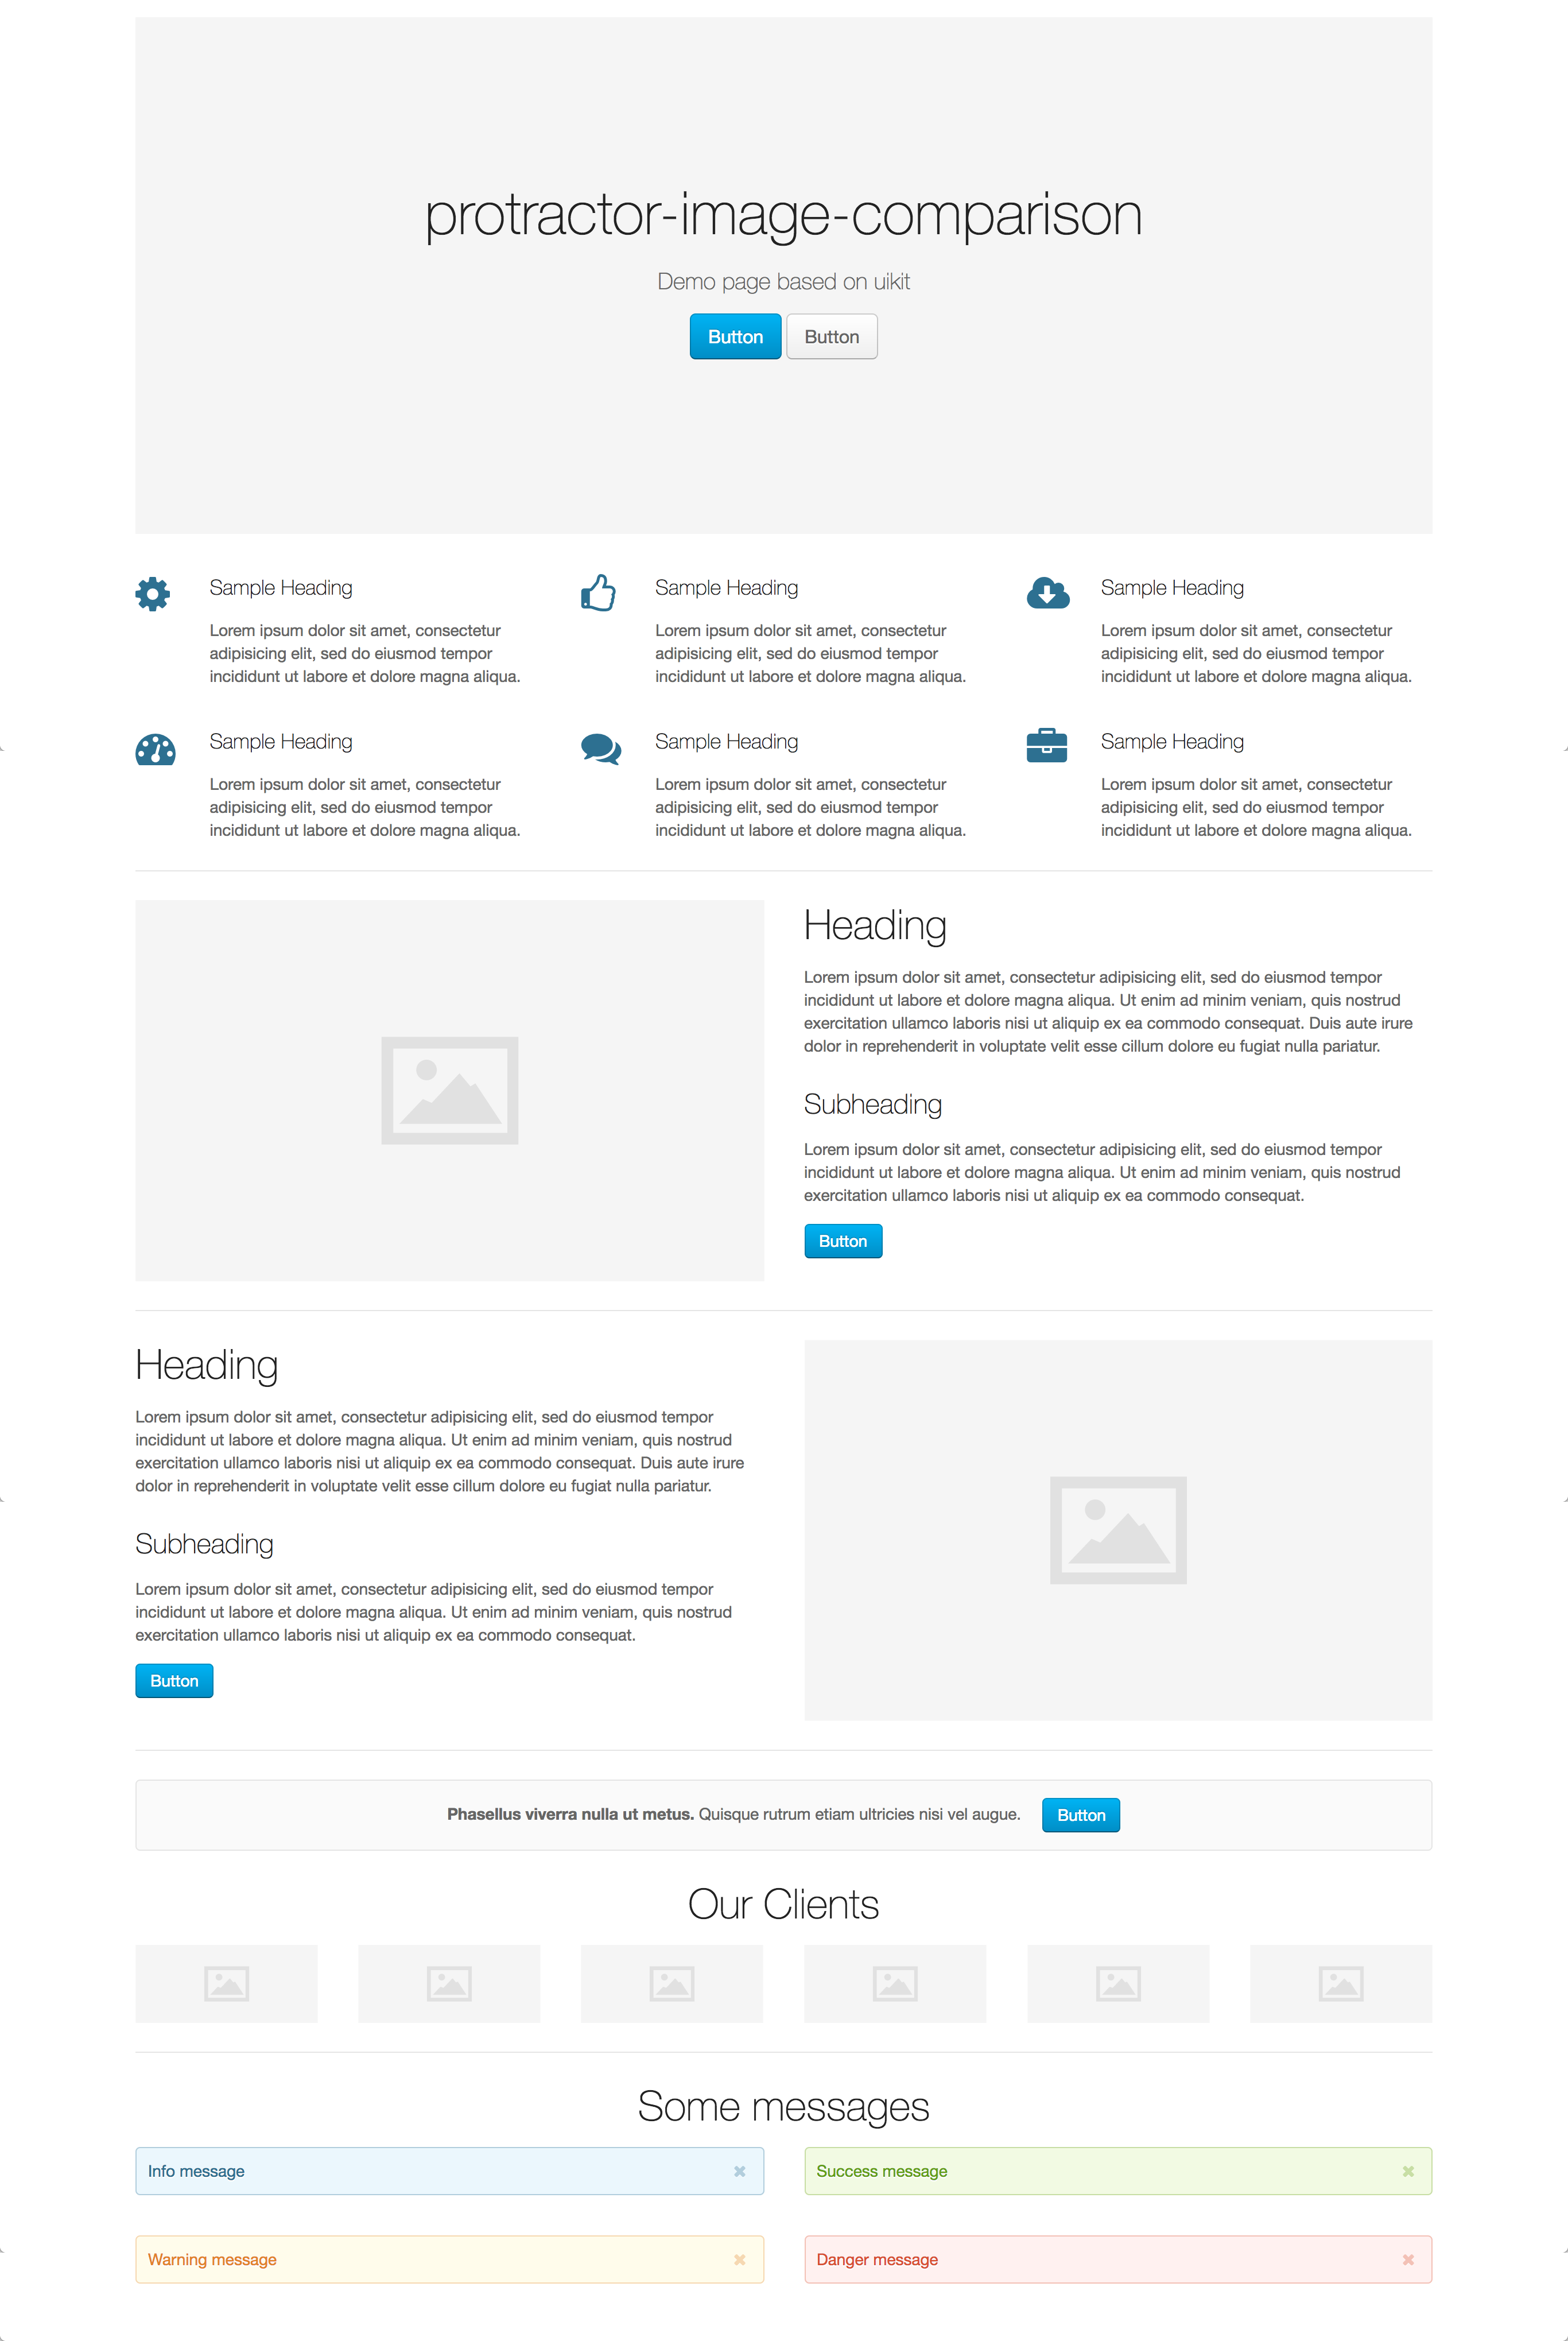 protractor-image-comparison
Demo page based on uikit
Button Button
Sample Heading
Lorem ipsum dolor sit amet, consectetur
adipisicing elit, sed do eiusmod tempor
incididunt ut labore et dolore magna aliqua.
Sample Heading
Lorem ipsum dolor sit amet, consectetur
adipisicing elit, sed do eiusmod tempor
incididunt ut labore et dolore magna aliqua.
Sample Heading
Lorem ipsum dolor sit amet, consectetur
adipisicing elit, sed do eiusmod tempor
incididunt ut labore et dolore magna aliqua.
Sample Heading
Lorem ipsum dolor sit amet, consectetur
adipisicing elit, sed do eiusmod tempor
incididunt ut labore et dolore magna aliqua.
Sample Heading
Lorem ipsum dolor sit amet, consectetur
adipisicing elit, sed do eiusmod tempor
incididunt ut labore et dolore magna aliqua.
Sample Heading
Lorem ipsum dolor sit amet, consectetur
adipisicing elit, sed do eiusmod tempor
incididunt ut labore et dolore magna aliqua.
Heading
Lorem ipsum dolor sit amet, consectetur adipisicing elit, sed do eiusmod tempor
incididunt ut labore et dolore magna aliqua. Ut enim ad minim veniam, quis nostrud
exercitation ullamco laboris nisi ut aliquip ex ea commodo consequat. Duis aute irure
dolor in reprehenderit in voluptate velit esse cillum dolore eu fugiat nulla pariatur.
Subheading
Lorem ipsum dolor sit amet, consectetur adipisicing elit, sed do eiusmod tempor
incididunt ut labore et dolore magna aliqua. Ut enim ad minim veniam, quis nostrud
exercitation ullamco laboris nisi ut aliquip ex ea commodo consequat.
Button
Heading
Lorem ipsum dolor sit amet, consectetur adipisicing elit, sed do eiusmod tempor
incididunt ut labore et dolore magna aliqua. Ut enim ad minim veniam, quis nostrud
exercitation ullamco laboris nisi ut aliquip ex ea commodo consequat. Duis aute irure
dolor in reprehenderit in voluptate velit esse cillum dolore eu fugiat nulla pariatur.
Subheading
Lorem ipsum dolor sit amet, consectetur adipisicing elit, sed do eiusmod tempor
incididunt ut labore et dolore magna aliqua. Ut enim ad minim veniam, quis nostrud
exercitation ullamco laboris nisi ut aliquip ex ea commodo consequat.
Button
Phasellus viverra nulla ut metus. Quisque rutrum etiam ultricies nisi vel augue. Button
Our Clients
Some messages
Info message
Success message
Warning message
Danger message